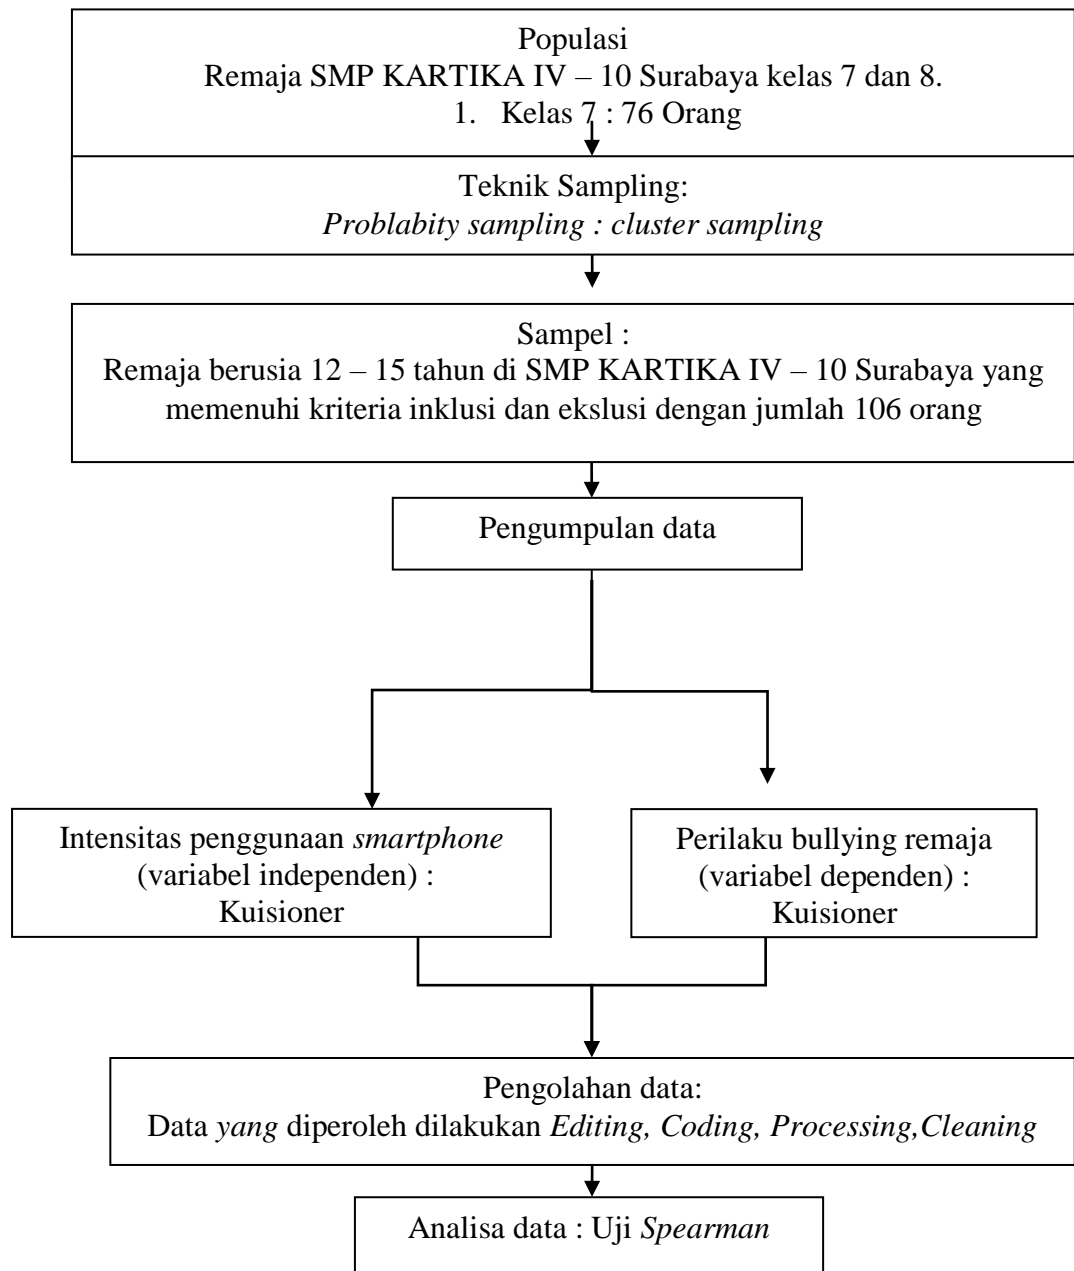 Populasi
Remaja SMP KARTIKA IV – 10 Surabaya kelas 7 dan 8.
1. Kelas 7 : 76 Orang
Teknik Sampling:
Problabity sampling : cluster sampling
Sampel :
Remaja berusia 12 – 15 tahun di SMP KARTIKA IV – 10 Surabaya yang
memenuhi kriteria inklusi dan ekslusi dengan jumlah 106 orang
Pengumpulan data
Intensitas penggunaan smartphone
(variabel independen) :
Kuisioner
Perilaku bullying remaja
(variabel dependen) :
Kuisioner
Pengolahan data:
Data yang diperoleh dilakukan Editing, Coding, Processing,Cleaning
Analisa data : Uji Spearman